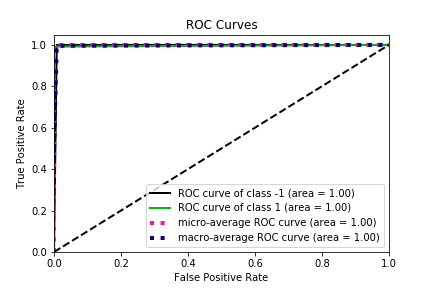 ROC Curves
True Positive Rate
1.0
0.8
0.6
0.4
0.2
0.0
ROC curve of class -1 (area = 1.00)
ROC curve of class 1 (area = 1.00)
micro-average ROC curve (area = 1.00)
macro-average ROC curve (area = 1.00)
0.0 0.2 0.4 0.6 0.8 1.0
False Positive Rate